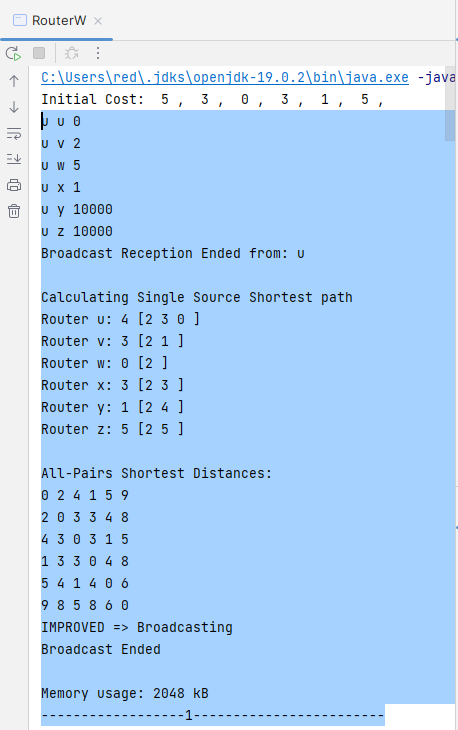 RouterW
C:\Users\red\.jdks\openjdk-19.0.2\bin\java.exe -java
Initial Cost:  5 ,  3 ,  0 ,  3 ,  1 ,  5 ,
u u 0
u v 2
u w 5
u x 1
u y 10000
u z 10000
Broadcast Reception Ended from: u
Calculating Single Source Shortest path
Router u: 4 [2 3 0 ]
Router v: 3 [2 1 ]
Router w: 0 [2 ]
Router x: 3 [2 3 ]
Router y: 1 [2 4 ]
Router z: 5 [2 5 ]
All-Pairs Shortest Distances:
0 2 4 1 5 9
2 0 3 3 4 8
4 3 0 3 1 5
1 3 3 0 4 8
5 4 1 4 0 6
9 8 5 8 6 0
IMPROVED => Broadcasting
Broadcast Ended
Memory usage: 2048 kB
------------------1------------------------